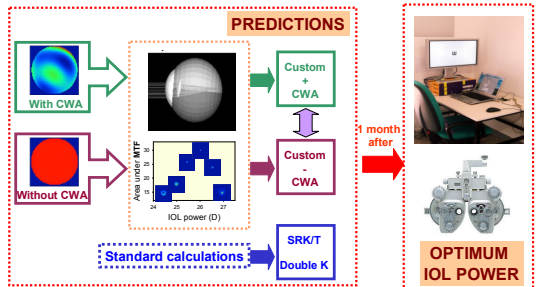 PREDICTIONS
With CWA
Custom
+
CWA
Without CWA
Area under MTF
30
25
20
15
24
25
26
27
IOL power (D)
Custom
-
CWA
1 month
after
Standard calculations
SRK/T
Double K
OPTIMUM
IOL POWER